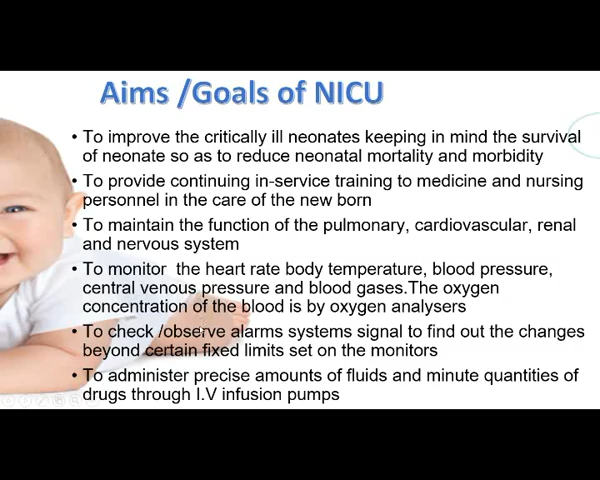 Aims /Goals of NICU
• To improve the critically ill neonates keeping in mind the survival
of neonate so as to reduce neonatal mortality and morbidity
• To provide continuing in-service training to medicine and nursing
personnel in the care of the new born
• To maintain the function of the pulmonary, cardiovascular, renal
and nervous system
• To monitor the heart rate body temperature, blood pressure,
central venous pressure and blood gases.The oxygen
concentration of the blood is by oxygen analysers
• To check /observe alarms systems signal to find out the changes
beyond certain fixed limits set on the monitors
• To administer precise amounts of fluids and minute quantities of
drugs through I.V infusion pumps